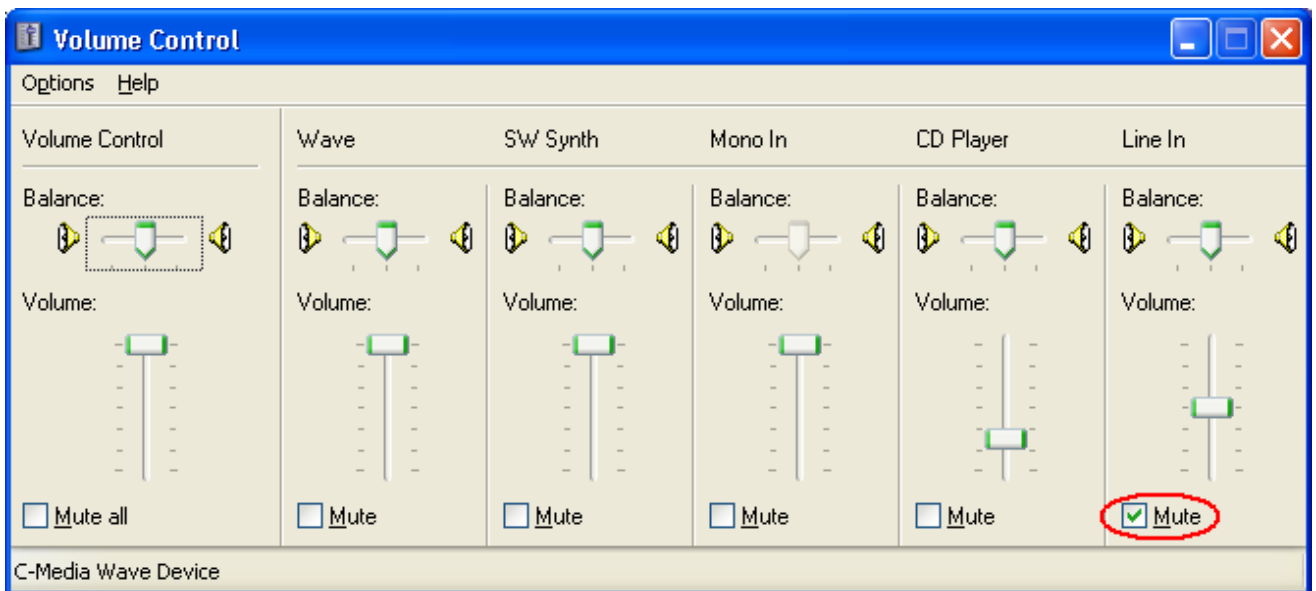 Volume Control
Options Help
Volume Control Wave SW Synth Mono In CD Player Line In
Balance: Balance: Balance: Balance: Balance: Balance:
Volume: Volume: Volume: Volume: Volume: Volume:
Mute all Mute Mute Mute Mute Mute
C-Media Wave Device